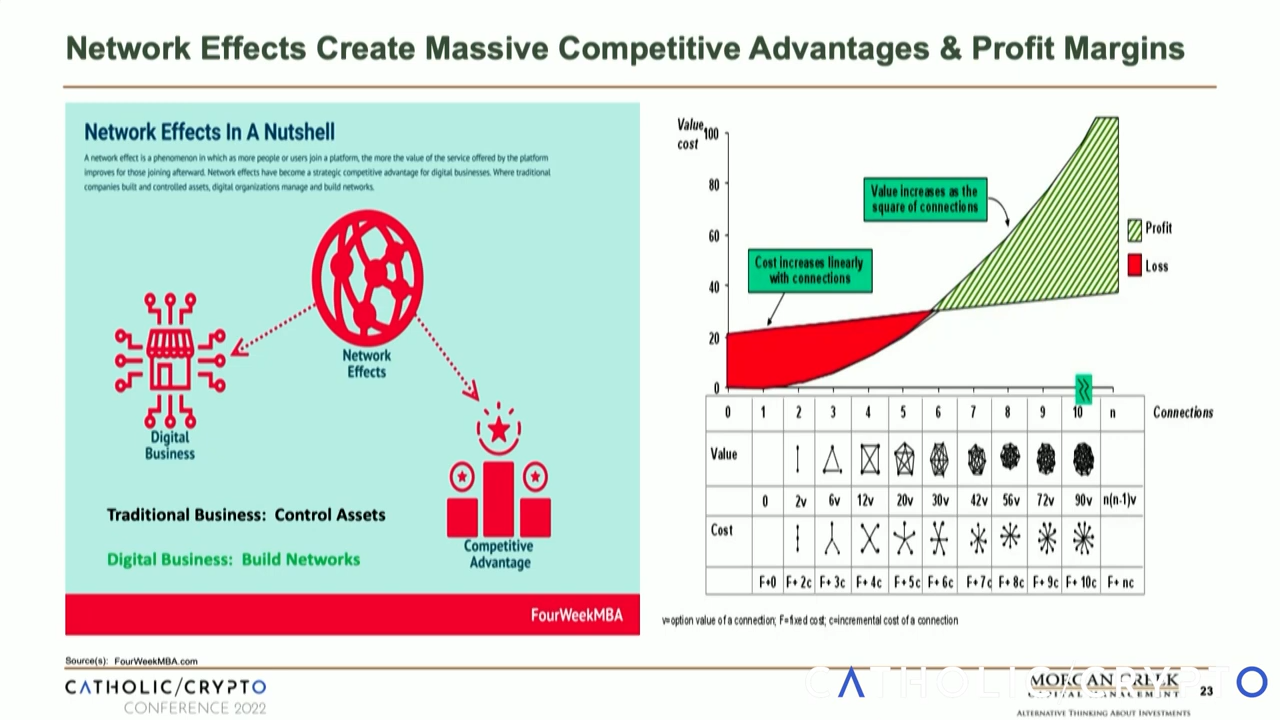 Network Effects Create Massive Competitive Advantages & Profit Margins
Network Effects In A Nutshell
A network effect is a phenomenon in which as more people or users join a platform, the more the value of the service offered by the platform
improves for those joining afterward. Network effects have become a strategic competitive advantage for digital businesses. Where traditional
companies built and controlled assets, digital organizations manage and build networks.
Network
Effects
Digital
Business
Competitive
Advantage
Traditional Business: Control Assets
Digital Business: Build Networks
FourWeekMBA
Value,
cost
100
80
60
40
20
0
Value increases as the
square of connections
Cost increases linearly
with connections
Profit
Loss
0 1 2 3 4 5 6 7 8 9 10 n Connections
Value
0 2v 6v 12v 20v 30v 42v 56v 72v 90v n(n-1)v
Cost
F+0 F+2c F+3c F+4c F+5c F+6c F+7c F+8c F+9c F+10c F+nc
v=option value of a connection; F=fixed cost; c=incremental cost of a connection
Source(s): FourWeekMBA.com
CATHOLIC/CRYPTO
CONFERENCE 2022
CATHOLIC/CRYPTO
MORGAN CREEK
CAPITAL MANAGEMENT
ALTERNATIVE THINKING ABOUT INVESTMENTS
23